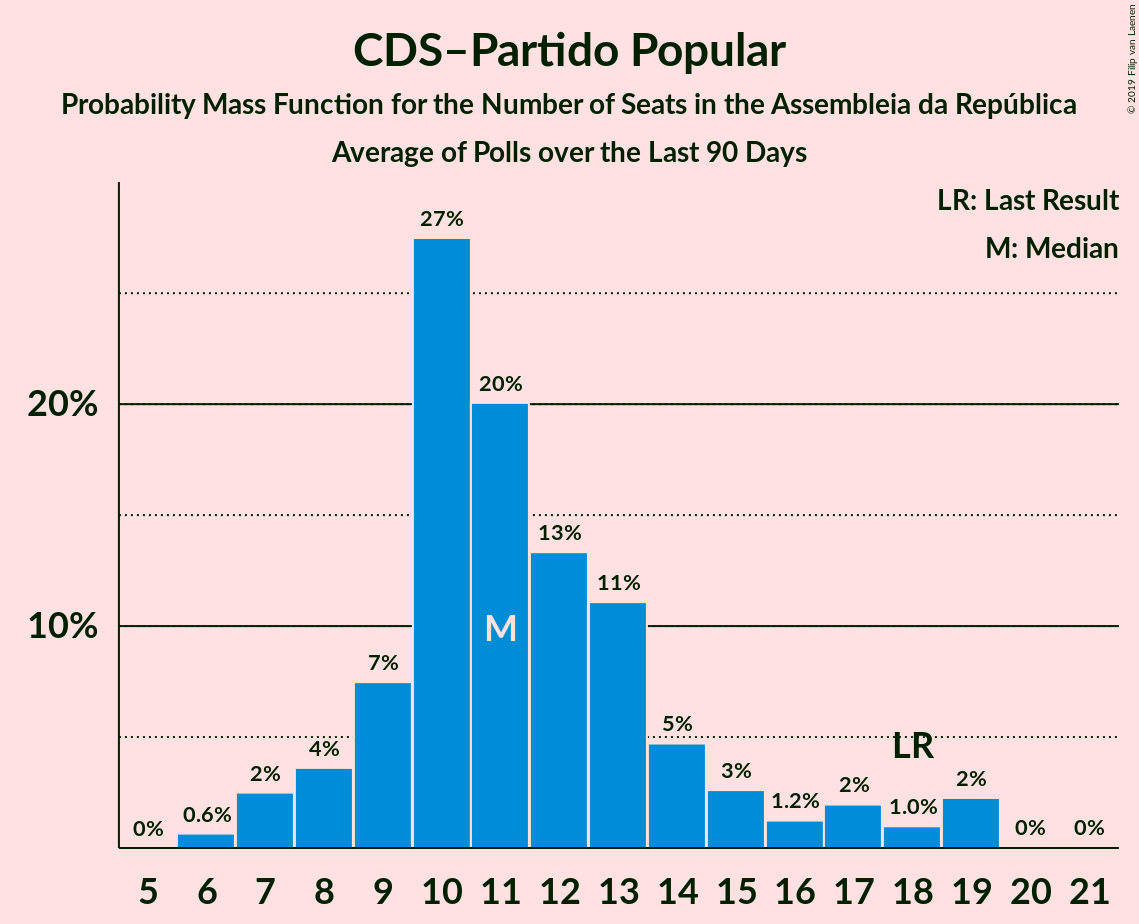 CDS–Partido Popular
Probability Mass Function for the Number of Seats in the Assembleia da República
Average of Polls over the Last 90 Days
© 2019 Filip van Laenen
LR: Last Result
M: Median
20%
10%
0%
0.6%
2%
4%
7%
27%
20%
13%
11%
5%
3%
1.2%
2%
1.0%
2%
0%
0%
M
LR
5 6 7 8 9 10 11 12 13 14 15 16 17 18 19 20 21